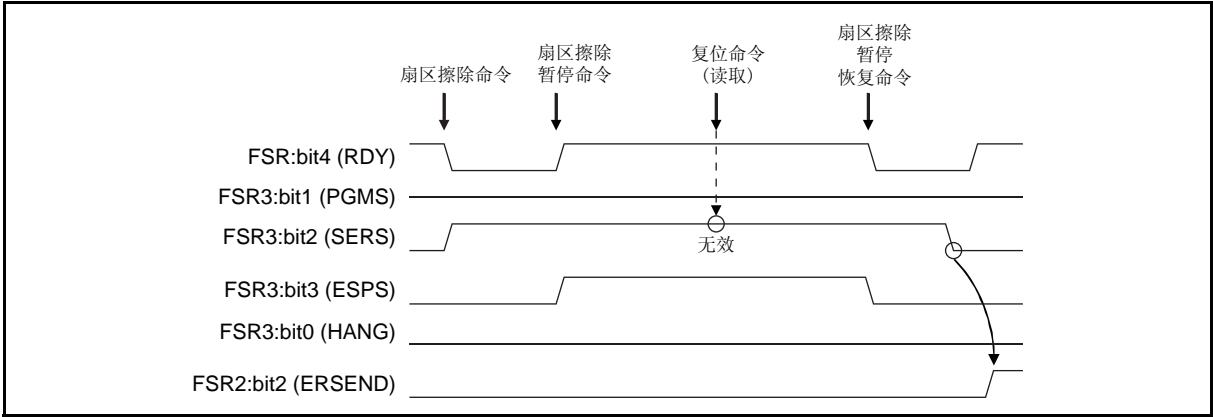 扇区擦除命令
扇区擦除
暂停命令
复位命令
(读取)
扇区擦除
暂停
恢复命令
FSR:bit4 (RDY)
FSR3:bit1 (PGMS)
FSR3:bit2 (SERS)
无效
FSR3:bit3 (ESPS)
FSR3:bit0 (HANG)
FSR2:bit2 (ERSEND)